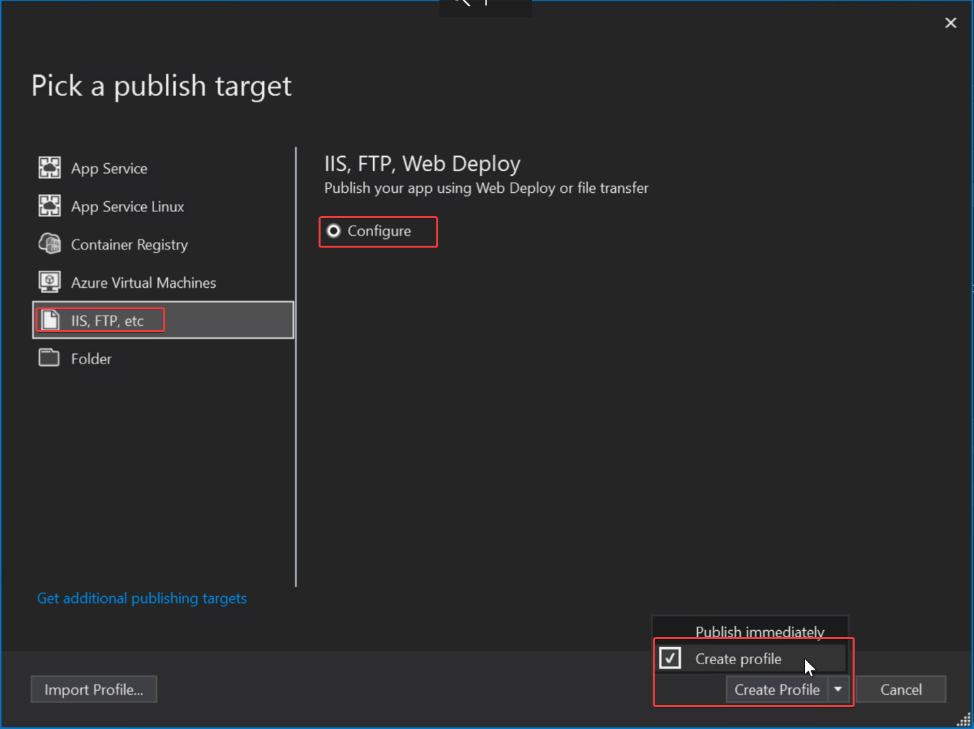 Pick a publish target
App Service
App Service Linux
Container Registry
Azure Virtual Machines
IIS, FTP, etc
Folder
Get additional publishing targets
IIS, FTP, Web Deploy
Publish your app using Web Deploy or file transfer
Configure
Publish immediately
Create profile
Import Profile...
Create Profile
Cancel